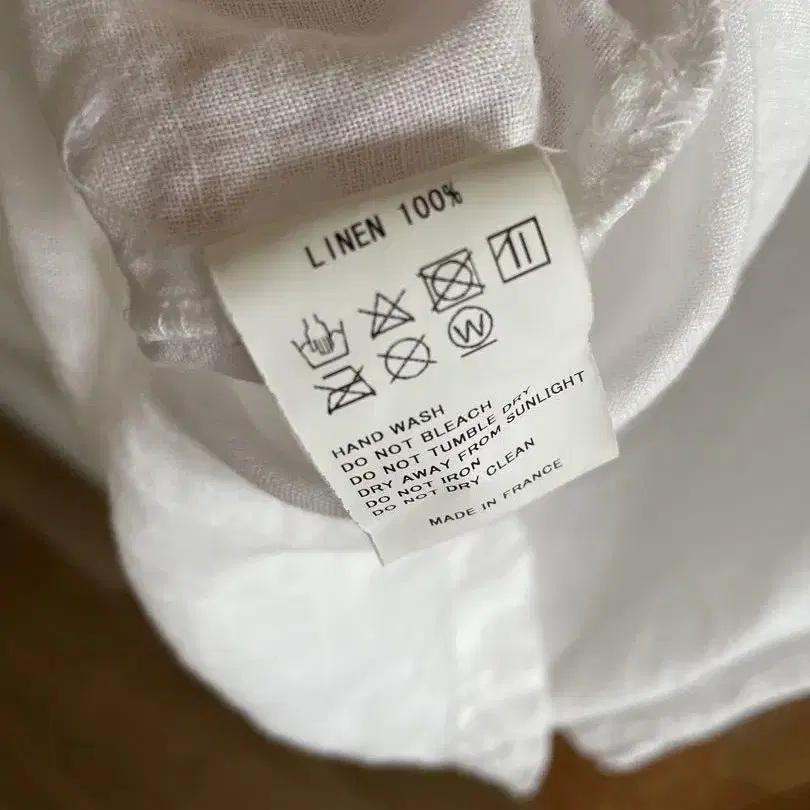 LINEN 100%
W
HAND WASH
DO NOT BLEACH
DO NOT TUMBLE DRY
DRY AWAY FROM SUNLIGHT
DO NOT IRON
DO NOT DRY CLEAN
MADE IN FRANCE